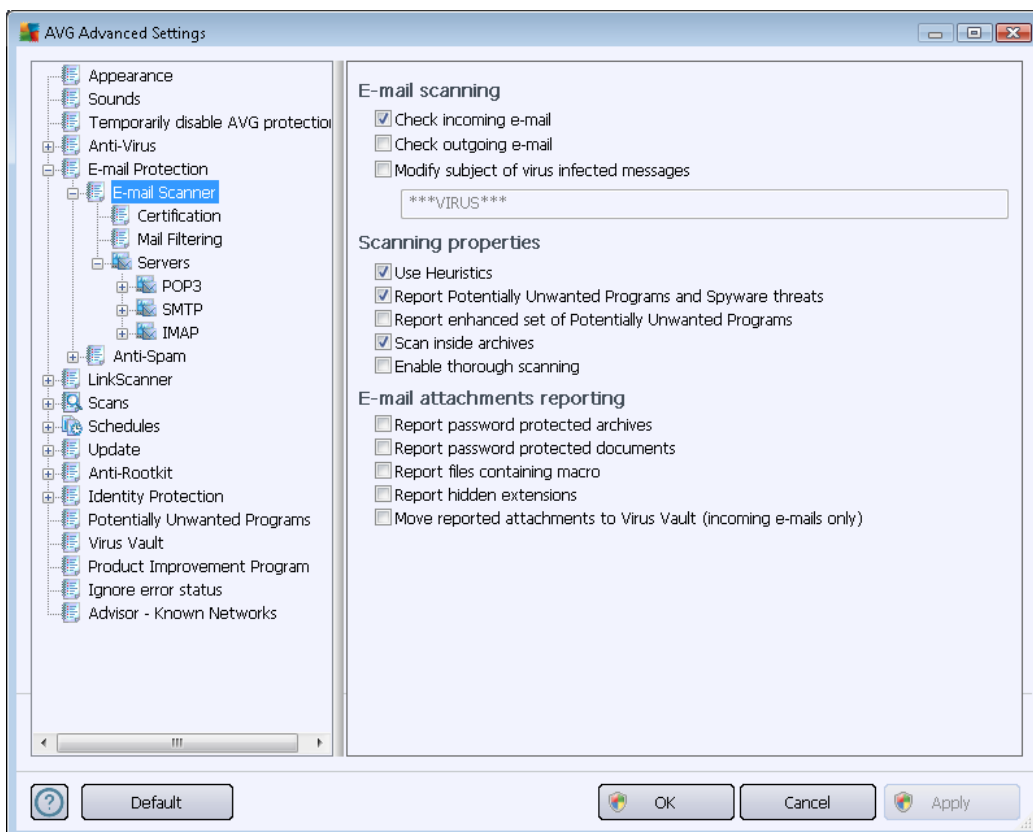 AVG Advanced Settings
Appearance
Sounds
Temporarily disable AVG protection
Anti-Virus
E-mail Protection
E-mail Scanner
Certification
Mail Filtering
Servers
POP3
SMTP
IMAP
Anti-Spam
LinkScanner
Scans
Schedules
Update
Anti-Rootkit
Identity Protection
Potentially Unwanted Programs
Virus Vault
Product Improvement Program
Ignore error status
Advisor - Known Networks
E-mail scanning
Check incoming e-mail
Check outgoing e-mail
Modify subject of virus infected messages
***VIRUS***
Scanning properties
Use Heuristics
Report Potentially Unwanted Programs and Spyware threats
Report enhanced set of Potentially Unwanted Programs
Scan inside archives
Enable thorough scanning
E-mail attachments reporting
Report password protected archives
Report password protected documents
Report files containing macro
Report hidden extensions
Move reported attachments to Virus Vault (incoming e-mails only)
? Default OK Cancel Apply